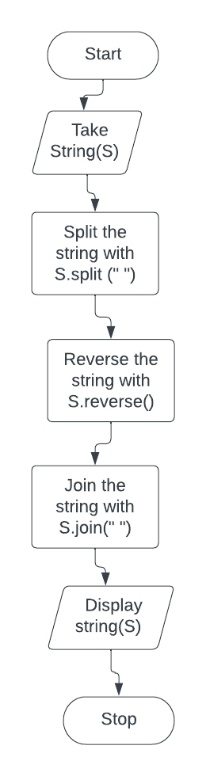 Start
Take
String(S)
Split the
string with
S.split (" ")
Reverse the
string with
S.reverse()
Join the
string with
S.join(" ")
Display
string(S)
Stop